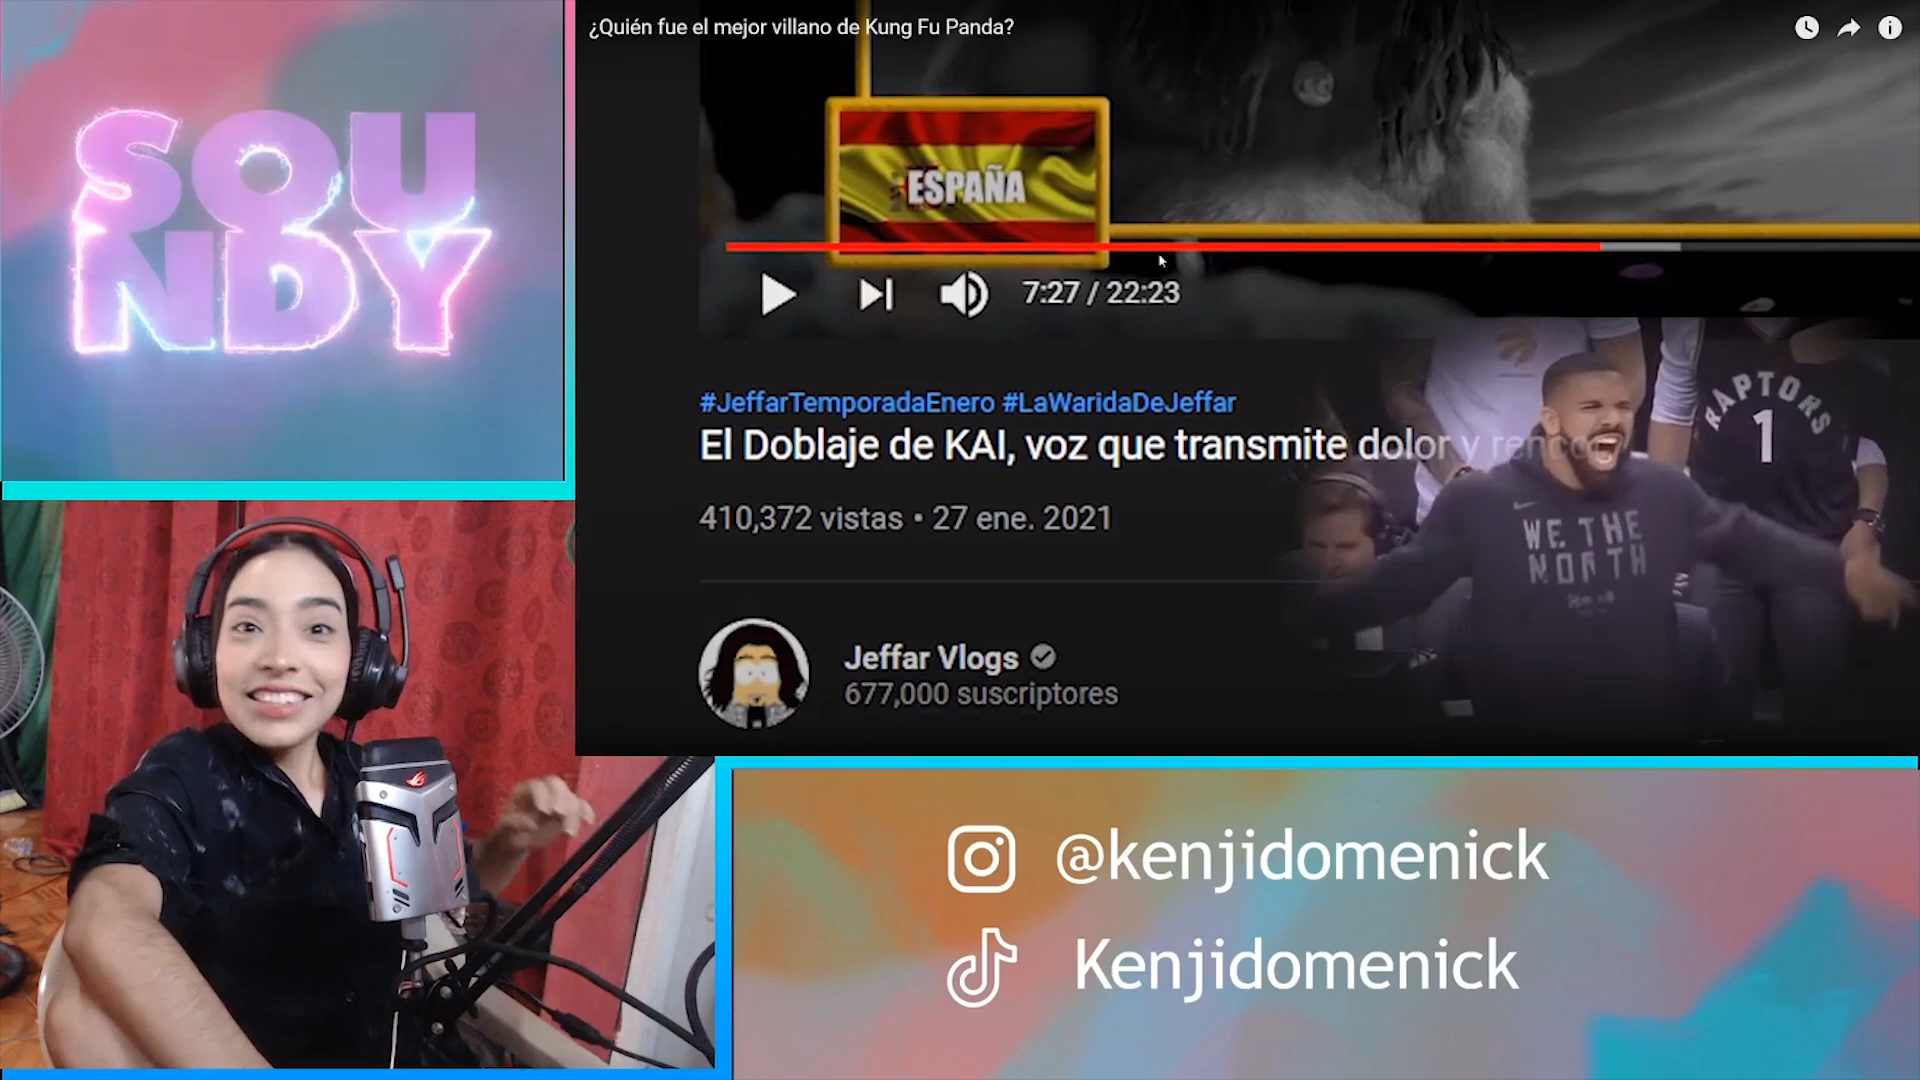 SOU
NDY
¿Quién fue el mejor villano de Kung Fu Panda?
ESPAÑA
7:27 / 22:23
#JeffarTemporadaEnero #LaWaridaDeJeffar
El Doblaje de KAI, voz que transmite dolor y renco
410,372 vistas • 27 ene. 2021
Jeffar Vlogs
677,000 suscriptores
RAPTORS
1
WE THE
NORTH
@kenjidomenick
Kenjidomenick